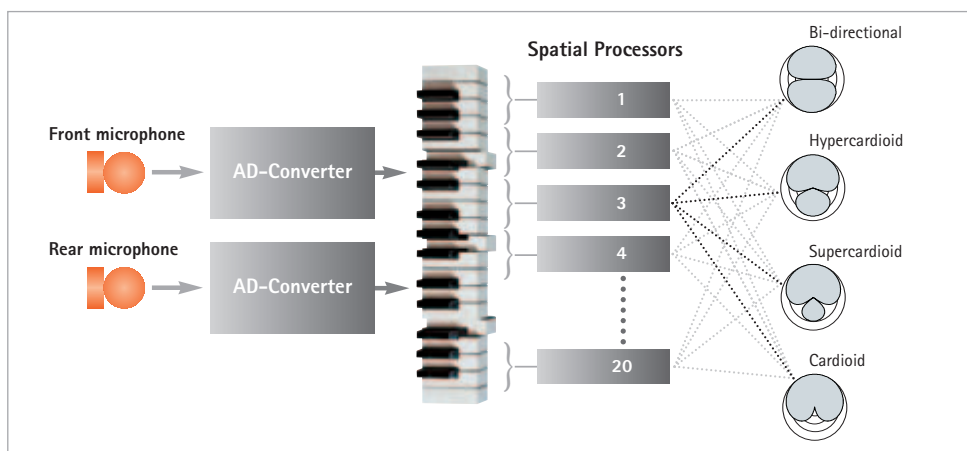 Spatial Processors
Bi-directional
1
Front microphone
AD-Converter
2
Hypercardioid
3
Rear microphone
AD-Converter
4
Supercardioid
20
Cardioid